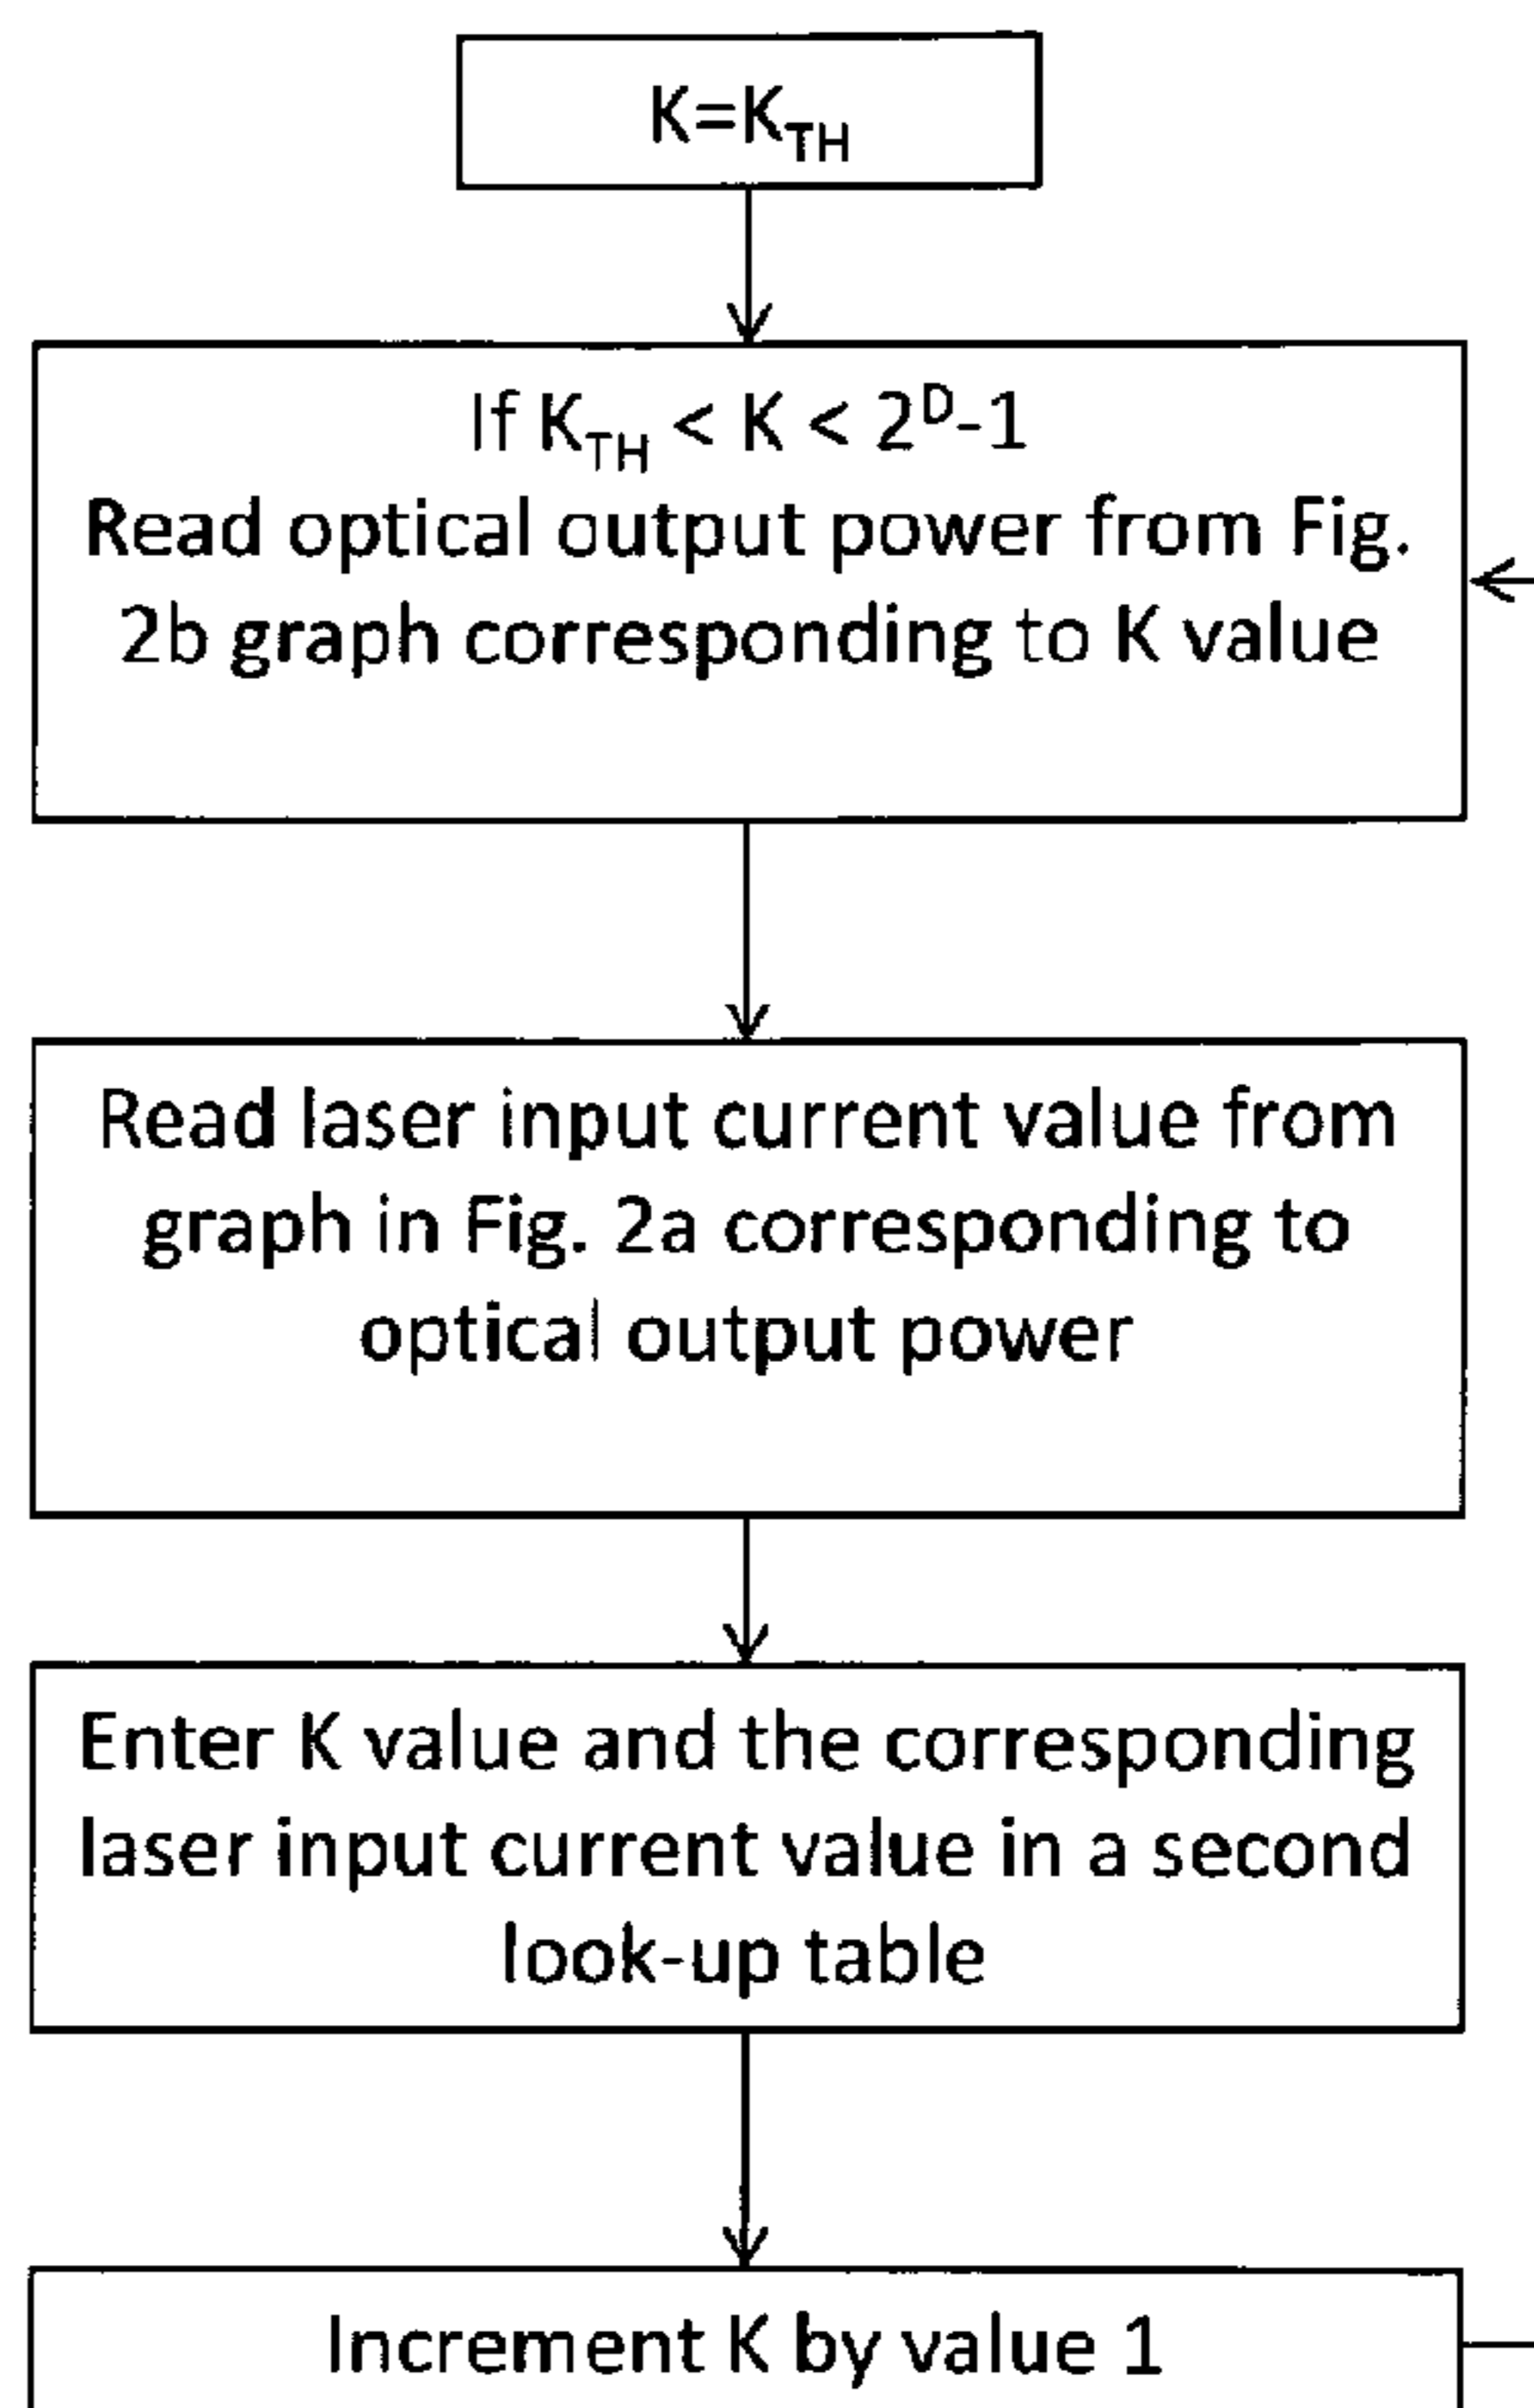 K=K_TH
If K_TH < K < 2^D-1
Read optical output power from Fig.
2b graph corresponding to K value
Read laser input current value from
graph in Fig. 2a corresponding to
optical output power
Enter K value and the corresponding
laser input current value in a second
look-up table
Increment K by value 1